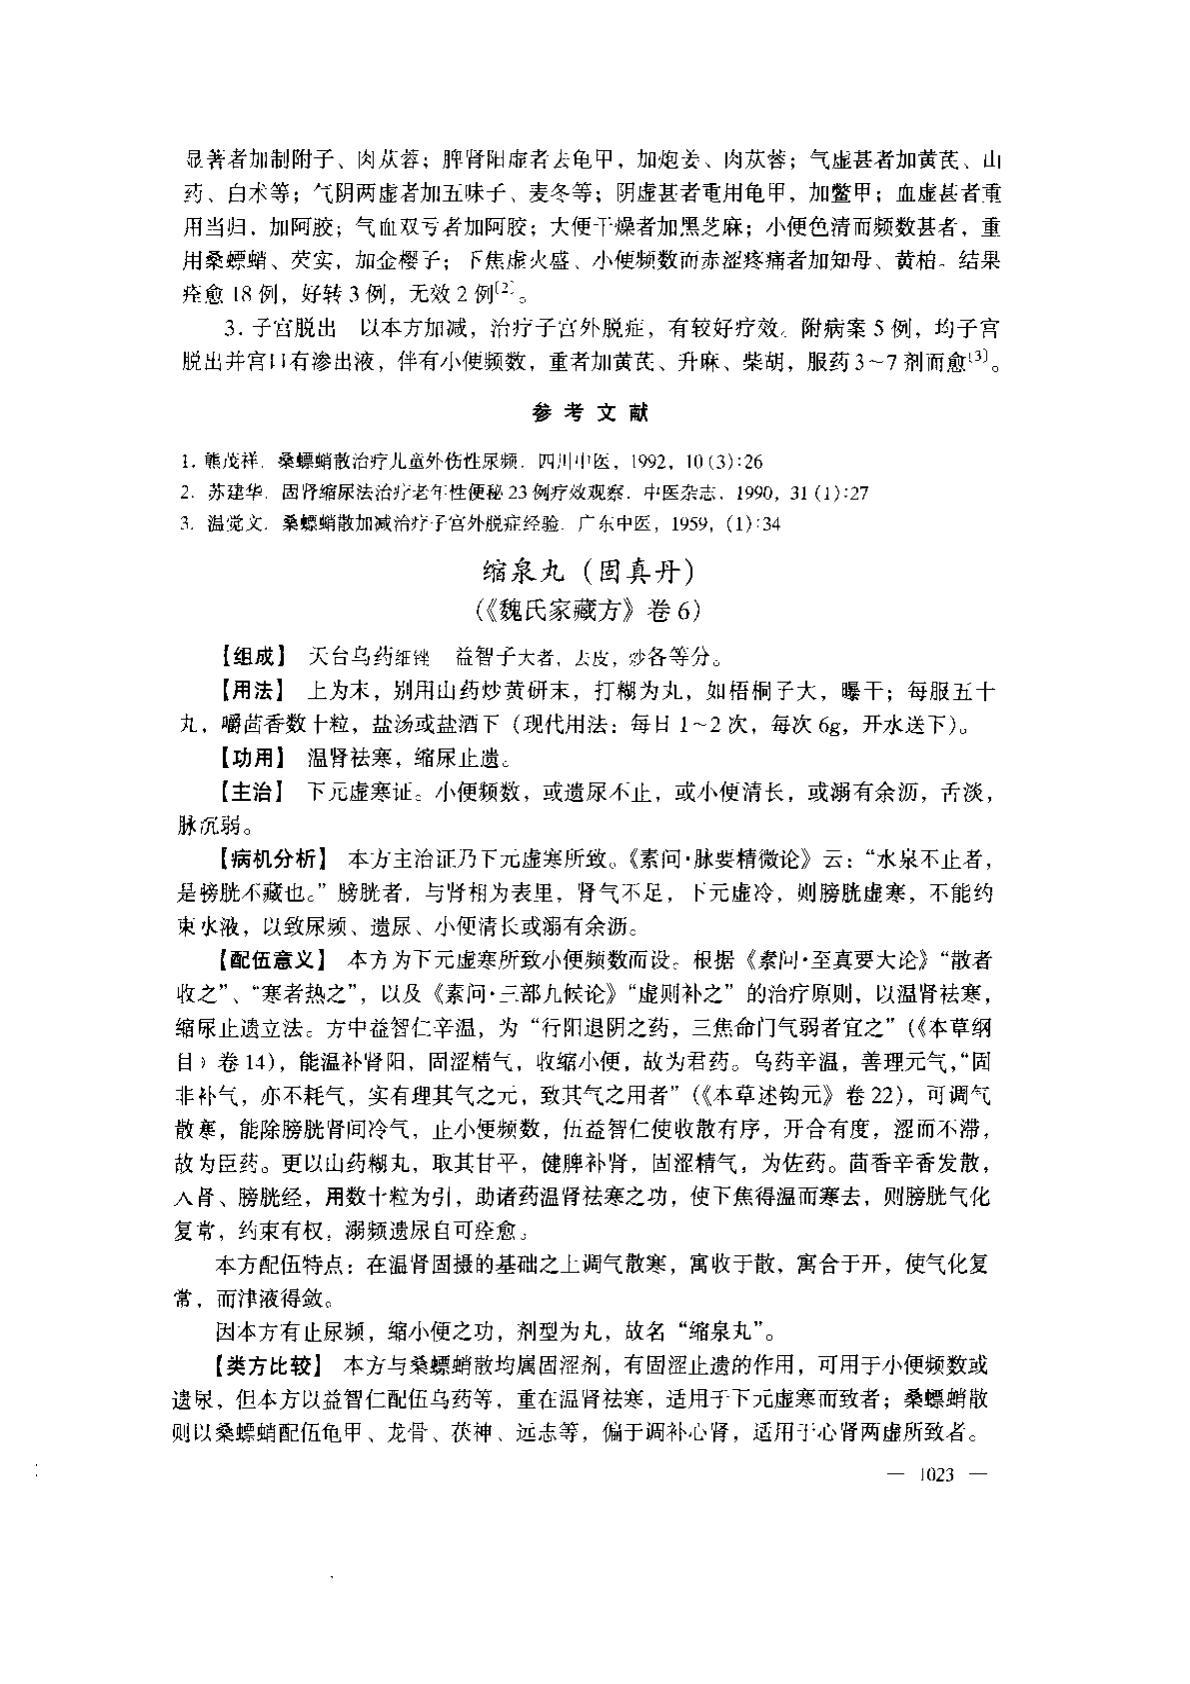 显著者加制附子、肉苁蓉；脾肾阳虚者去龟甲，加炮姜、肉苁蓉；气虚甚者加黄芪、山
药、白术等；气阴两虚者加五味子、麦冬等；阴虚甚者重用龟甲，加鳖甲；血虚甚者重
用当归，加阿胶；气血双亏者加阿胶；大便干燥者加黑芝麻；小便色清而频数甚者，重
用桑螵蛸、芡实，加金樱子；下焦虚火盛、小便频数而赤涩疼痛者加知母、黄柏。结果
痊愈 18 例，好转 3 例，无效 2 例[2]。
3. 子宫脱出 以本方加减，治疗子宫外脱症，有较好疗效。附病案 5 例，均子宫
脱出并宫口有渗出液，伴有小便频数，重者加黄芪、升麻、柴胡，服药 3～7 剂而愈[3]。
参 考 文 献
1. 熊茂祥. 桑螵蛸散治疗儿童外伤性尿频. 四川中医，1992，10 (3):26
2. 苏建华. 固肾缩尿法治疗老年性便秘 23 例疗效观察. 中医杂志. 1990，31 (1):27
3. 温觉文. 桑螵蛸散加减治疗子宫外脱症经验. 广东中医，1959，(1):34
缩泉丸（固真丹）
（《魏氏家藏方》卷 6）
【组成】 天台乌药细锉 益智子大者，去皮，炒各等分。
【用法】 上为末，别用山药炒黄研末，打糊为丸，如梧桐子大，曝干；每服五十
丸，嚼茴香数十粒，盐汤或盐酒下（现代用法：每日 1～2 次，每次 6g，开水送下）。
【功用】 温肾祛寒，缩尿止遗。
【主治】 下元虚寒证。小便频数，或遗尿不止，或小便清长，或溺有余沥，舌淡，
脉沉弱。
【病机分析】 本方主治证乃下元虚寒所致。《素问·脉要精微论》云：“水泉不止者，
是膀胱不藏也。”膀胱者，与肾相为表里，肾气不足，下元虚冷，则膀胱虚寒，不能约
束水液，以致尿频、遗尿、小便清长或溺有余沥。
【配伍意义】 本方为下元虚寒所致小便频数而设。根据《素问·至真要大论》“散者
收之”、“寒者热之”，以及《素问·三部九候论》“虚则补之”的治疗原则，以温肾祛寒，
缩尿止遗立法。方中益智仁辛温，为“行阳退阴之药，三焦命门气弱者宜之”（《本草纲
目》卷 14），能温补肾阳，固涩精气，收缩小便，故为君药。乌药辛温，善理元气，“固
非补气，亦不耗气，实有理其气之元，致其气之用者”（《本草述钩元》卷 22），可调气
散寒，能除膀胱肾间冷气，止小便频数，伍益智仁使收散有序，开合有度，涩而不滞，
故为臣药。更以山药糊丸，取其甘平，健脾补肾，固涩精气，为佐药。茴香辛香发散，
入肾、膀胱经，用数十粒为引，助诸药温肾祛寒之功，使下焦得温而寒去，则膀胱气化
复常，约束有权，溺频遗尿自可痊愈。
本方配伍特点：在温肾固摄的基础之上调气散寒，寓收于散，寓合于开，使气化复
常，而津液得敛。
因本方有止尿频，缩小便之功，剂型为丸，故名“缩泉丸”。
【类方比较】 本方与桑螵蛸散均属固涩剂，有固涩止遗的作用，可用于小便频数或
遗尿，但本方以益智仁配伍乌药等，重在温肾祛寒，适用于下元虚寒而致者；桑螵蛸散
则以桑螵蛸配伍龟甲、龙骨、茯神、远志等，偏于调补心肾，适用于心肾两虚所致者。
— 1023 —